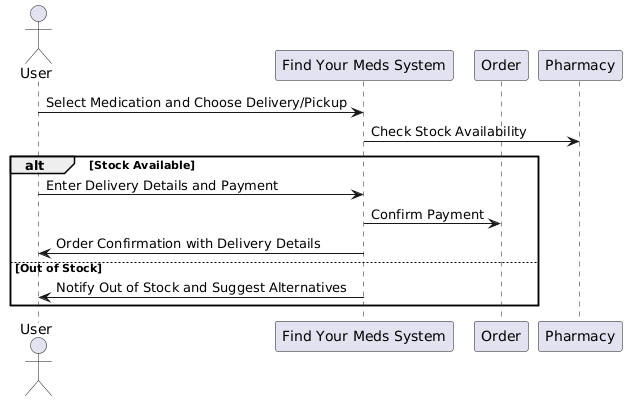 User
Find Your Meds System
Order
Pharmacy
Select Medication and Choose Delivery/Pickup
Check Stock Availability
alt [Stock Available]
Enter Delivery Details and Payment
Confirm Payment
Order Confirmation with Delivery Details
[Out of Stock]
Notify Out of Stock and Suggest Alternatives
User
Find Your Meds System
Order
Pharmacy